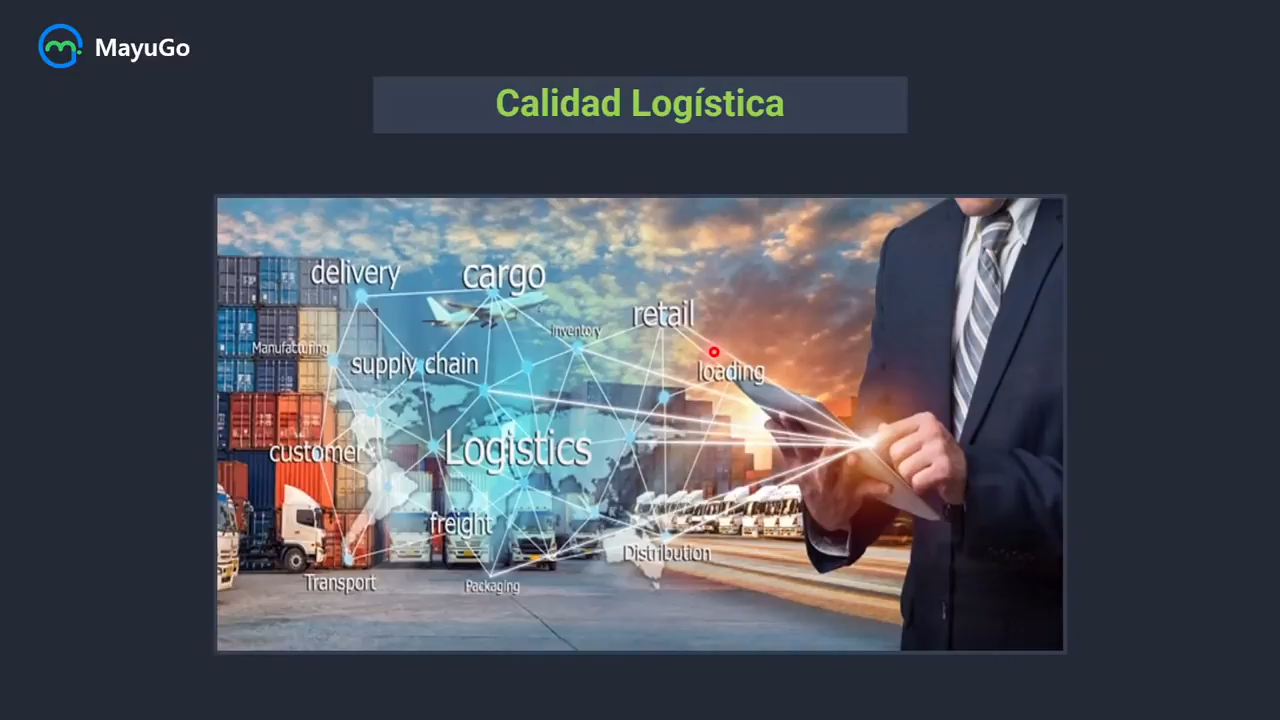 MayuGo
Calidad Logística
delivery
cargo
retail
inventory
Manufacturing
supply chain
loading
customer
Logistics
freight
Distribution
Transport
Packaging